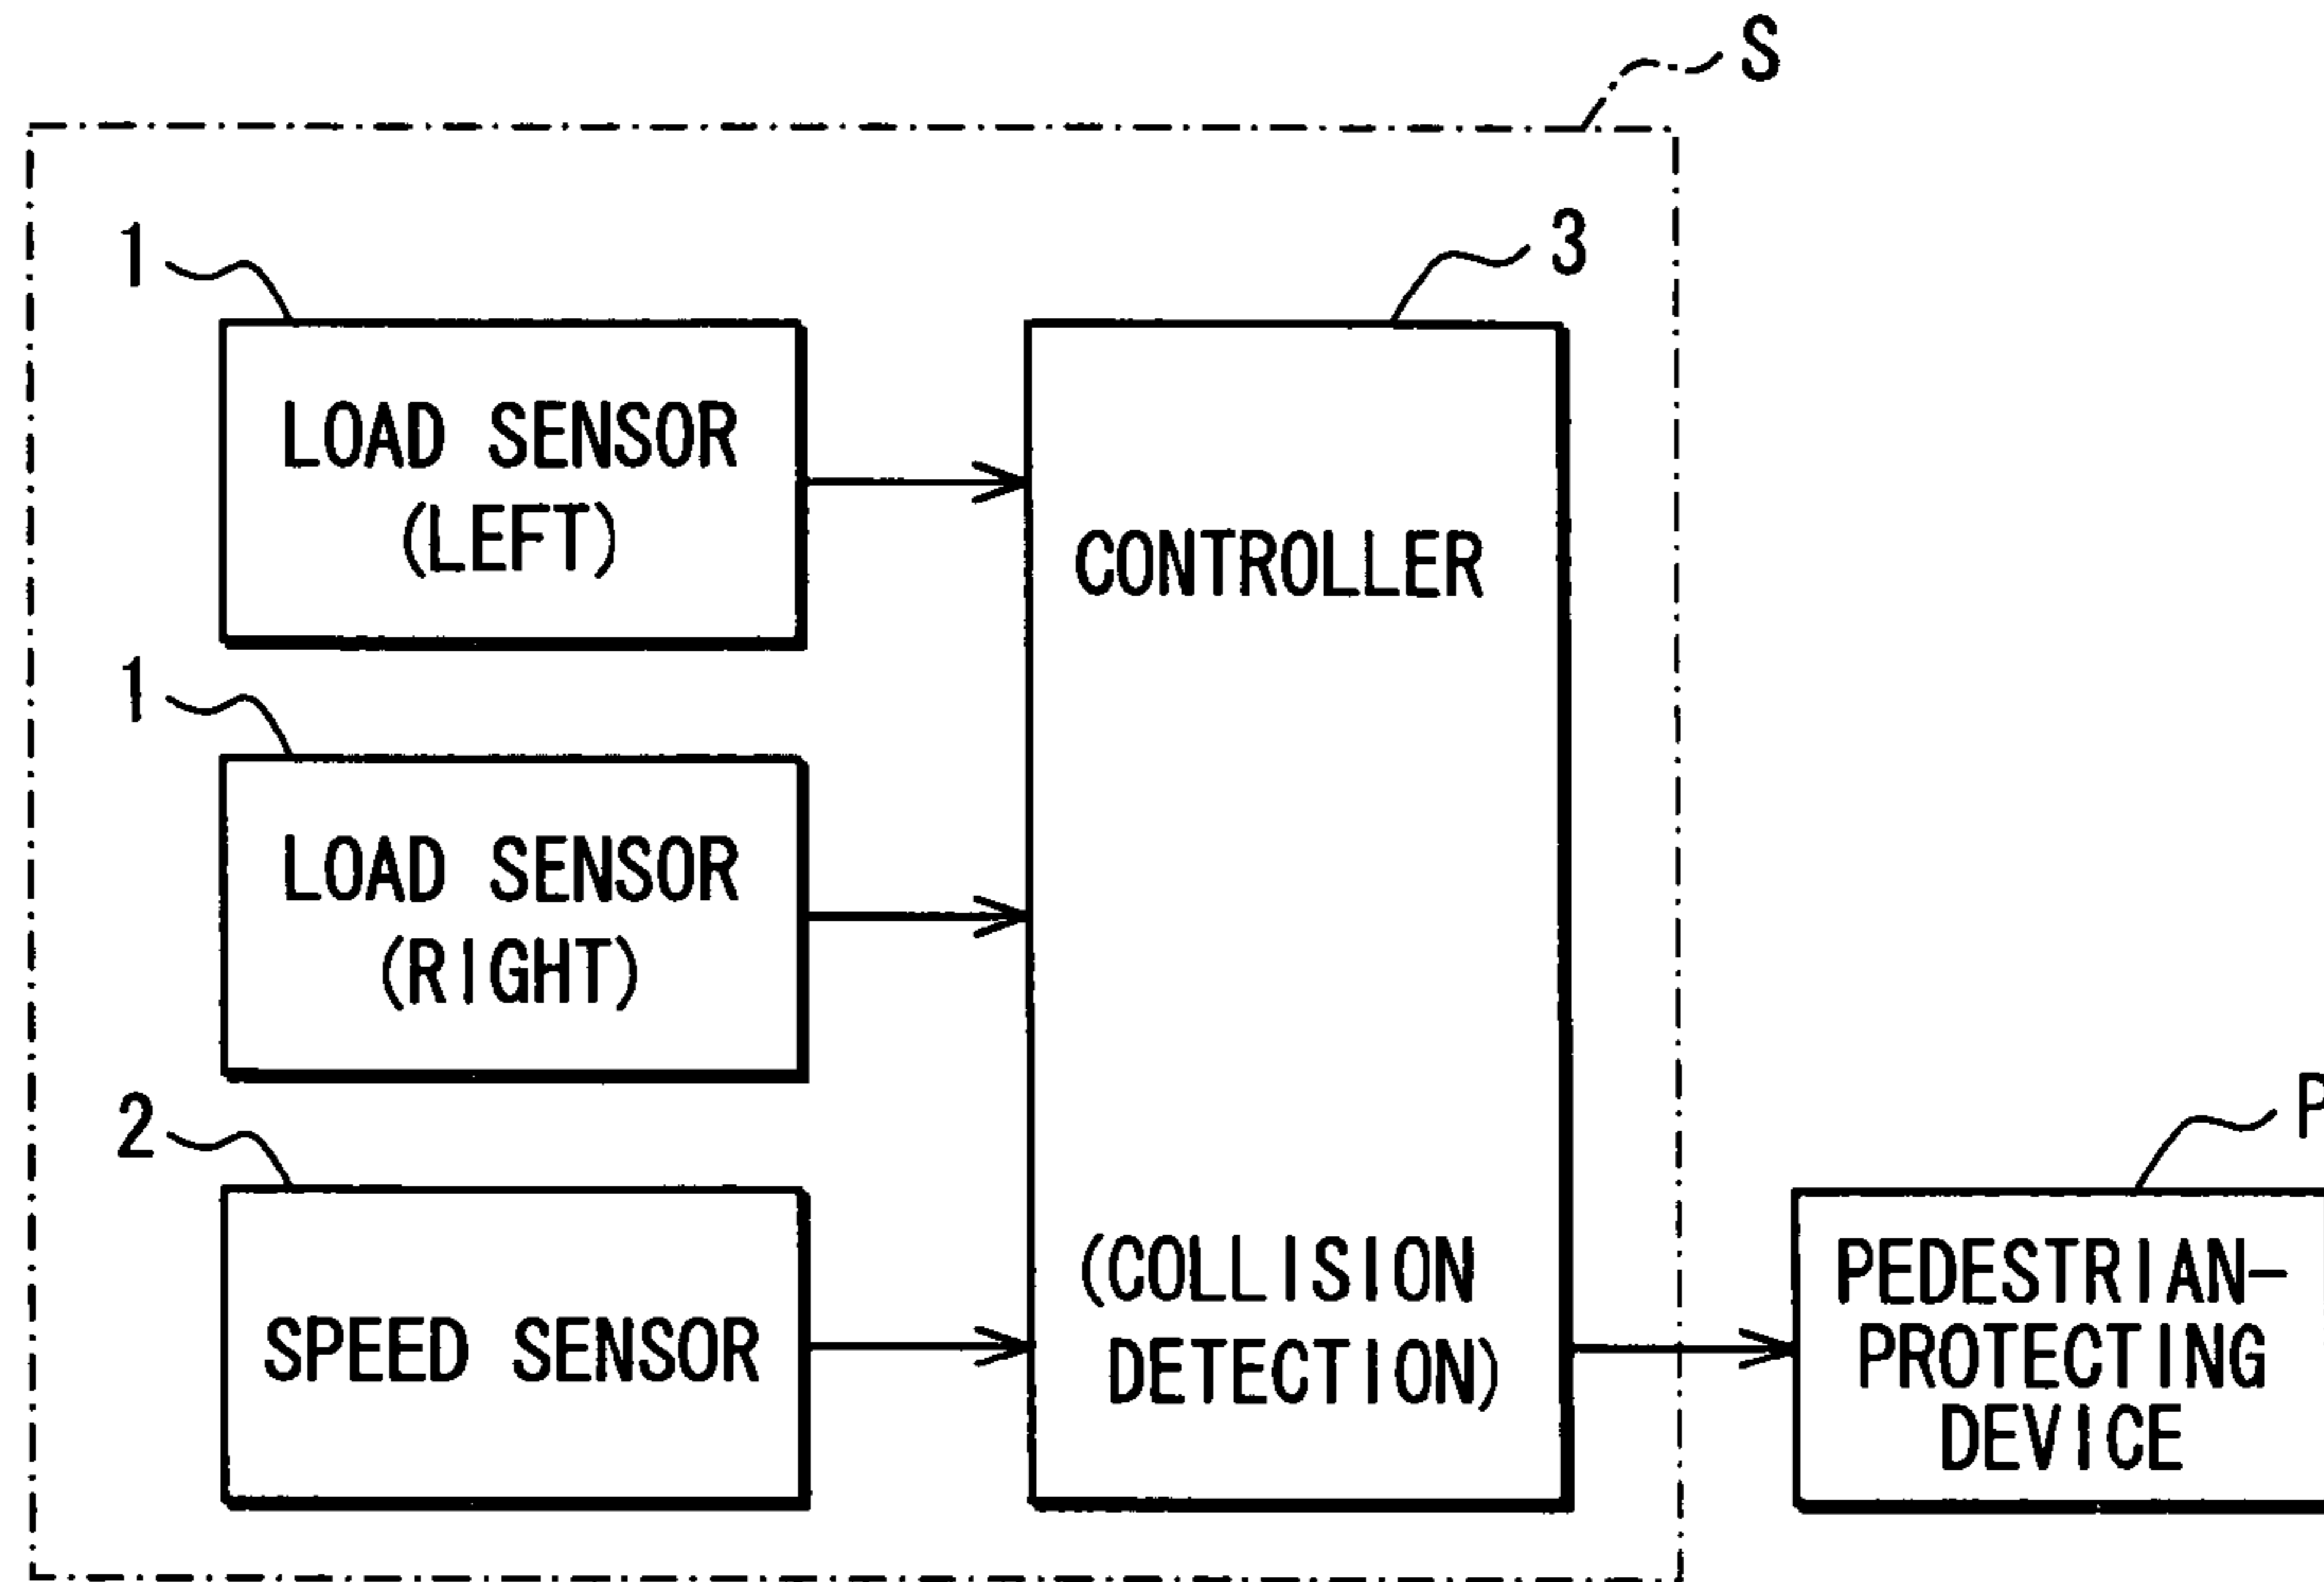 S
1
3
LOAD SENSOR
(LEFT)
CONTROLLER
1
LOAD SENSOR
(RIGHT)
2
SPEED SENSOR
(COLLISION
DETECTION)
P
PEDESTRIAN-
PROTECTING
DEVICE